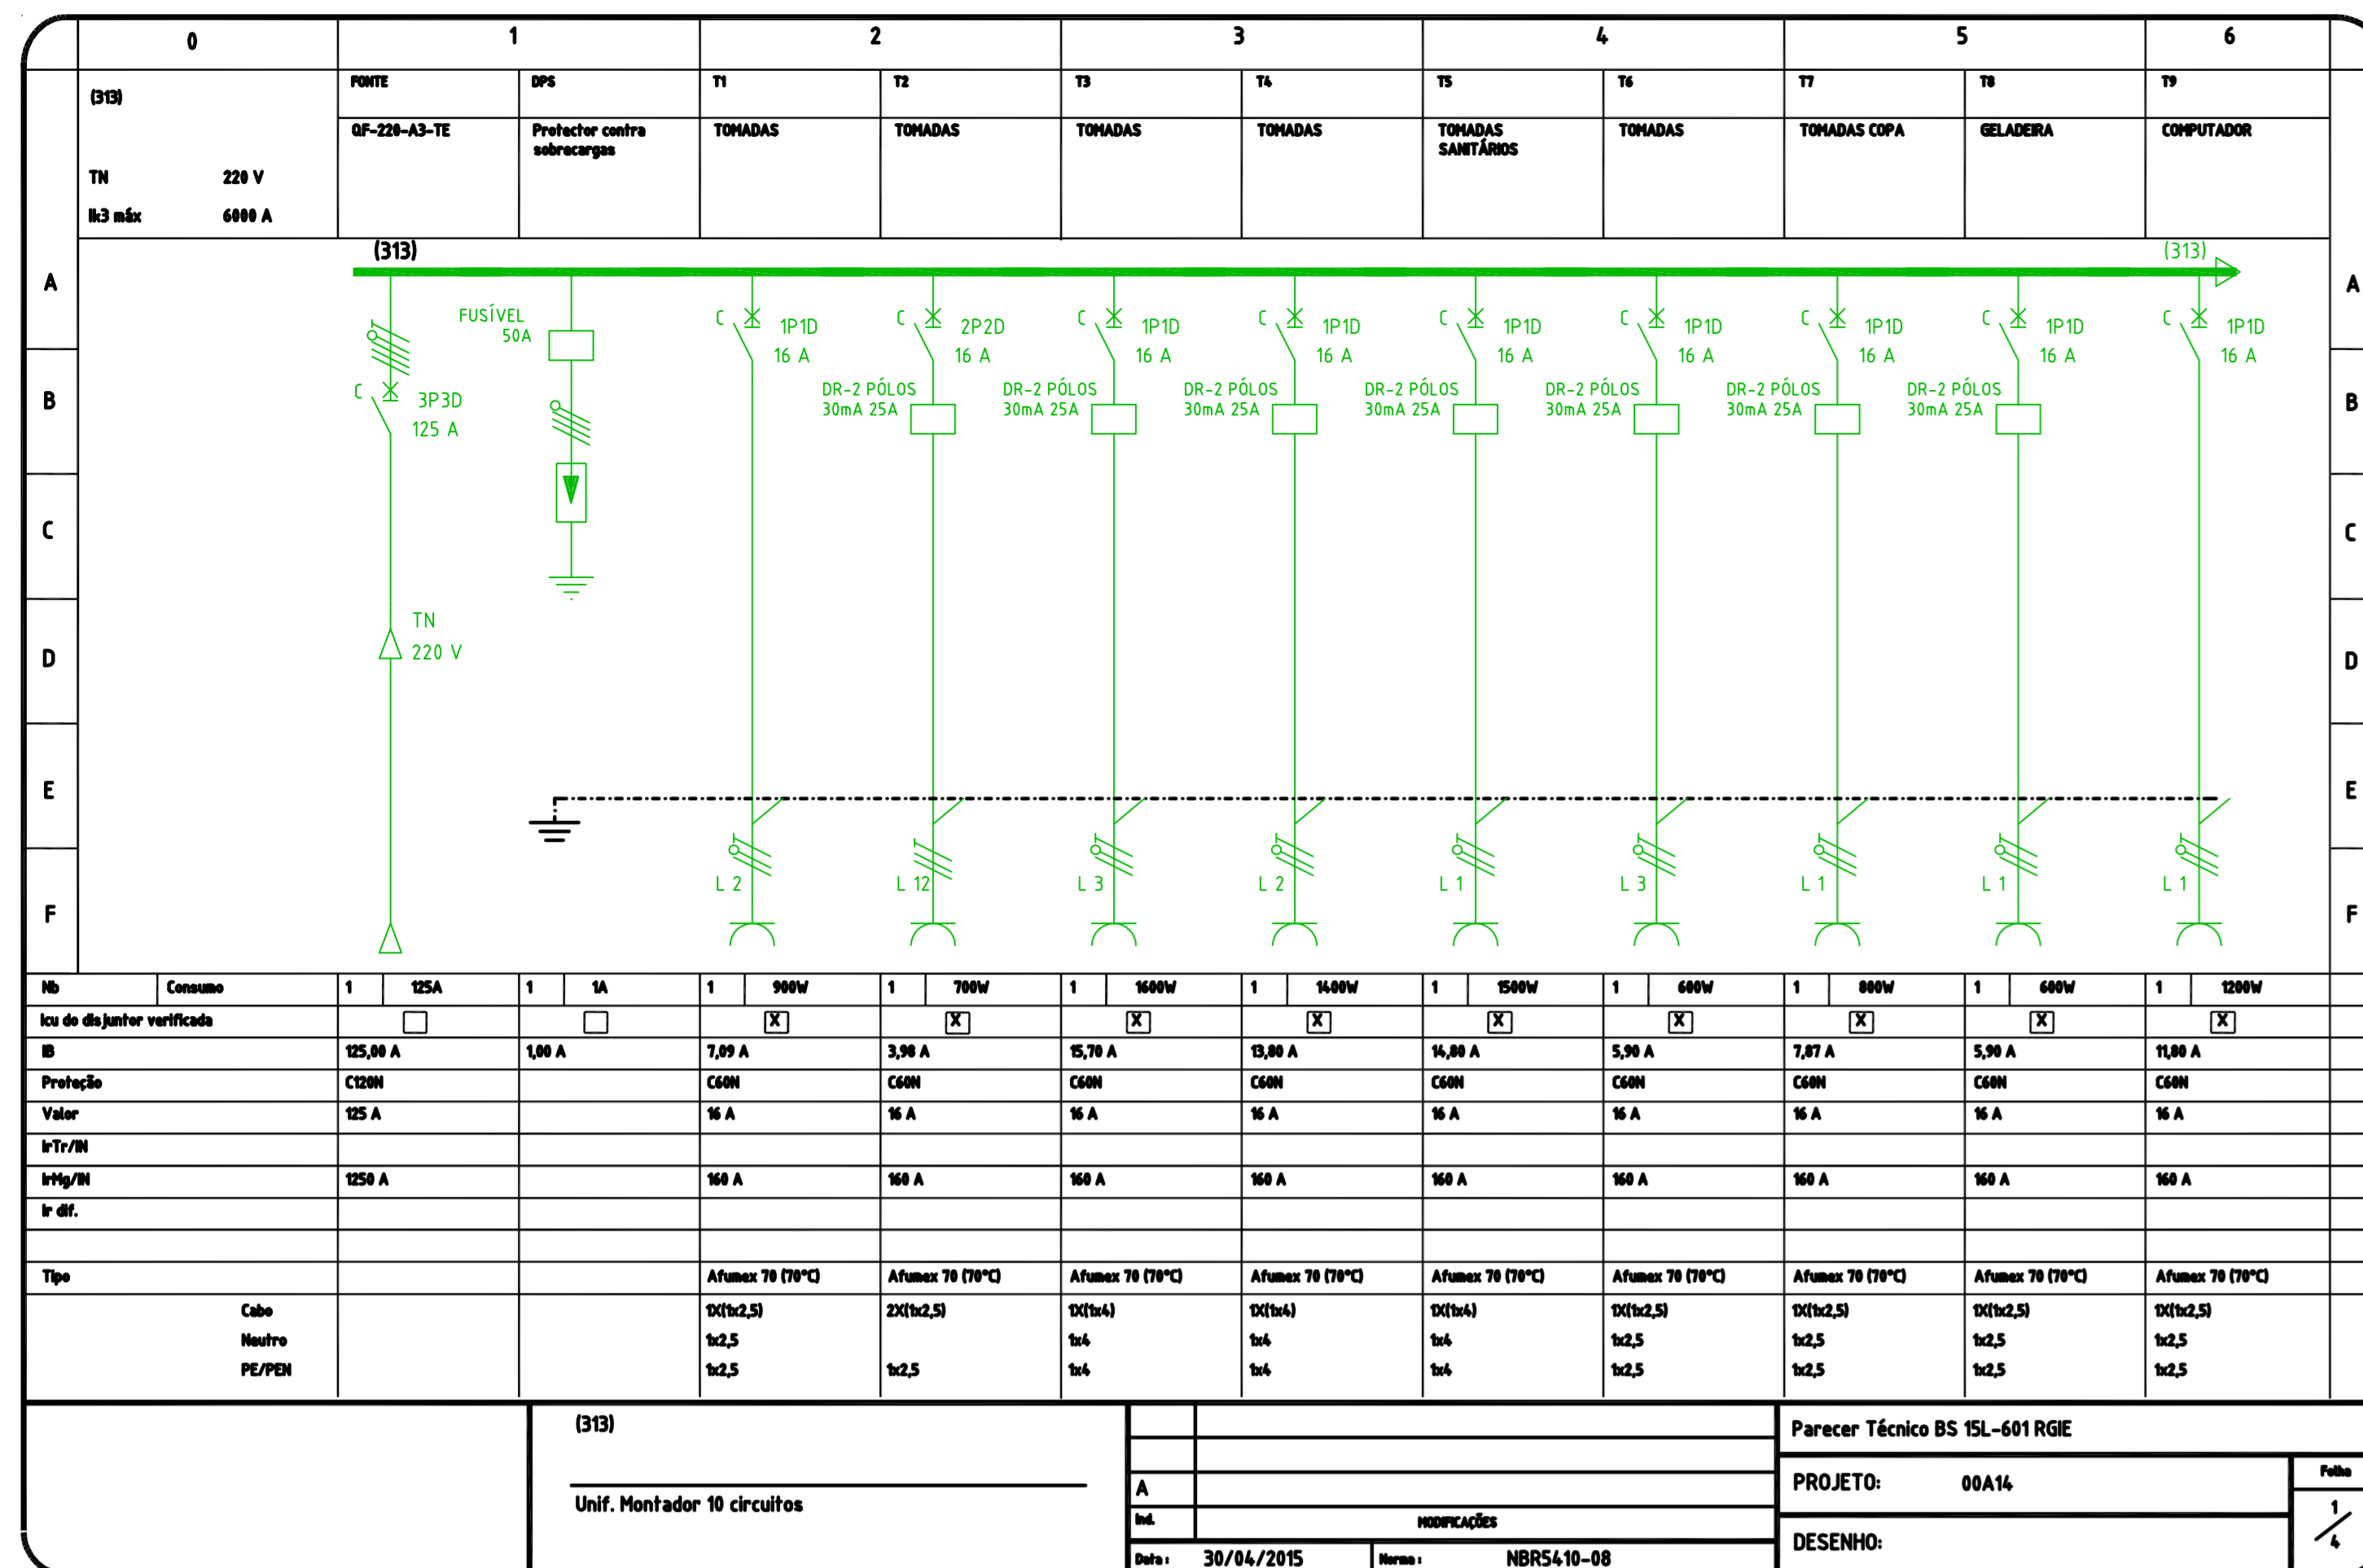 0 1 2 3 4 5 6
(313)
TN 220 V
Ik3 máx 6000 A
FONTE DPS T1 T2 T3 T4 T5 T6 T7 T8 T9
QF-220-A3-TE Protector contra TOMADAS TOMADAS TOMADAS TOMADAS TOMADAS TOMADAS TOMADAS COPA GELADEIRA COMPUTADOR
sobrecargas SANITÁRIOS
(313) (313)
A A
FUSÍVEL
50A
C 1P1D C 2P2D C 1P1D C 1P1D C 1P1D C 1P1D C 1P1D C 1P1D C 1P1D
16 A 16 A 16 A 16 A 16 A 16 A 16 A 16 A 16 A
B B
C 3P3D
125 A
DR-2 PÓLOS DR-2 PÓLOS DR-2 PÓLOS DR-2 PÓLOS DR-2 PÓLOS DR-2 PÓLOS DR-2 PÓLOS
30mA 25A 30mA 25A 30mA 25A 30mA 25A 30mA 25A 30mA 25A 30mA 25A
C C
TN
220 V
D D
E E
L 2 L 12 L 3 L 2 L 1 L 3 L 1 L 1 L 1
F F
Nb Consumo 1 125A 1 1A 1 900W 1 700W 1 1600W 1 1400W 1 1500W 1 600W 1 800W 1 600W 1 1200W
Icu do disjuntor verificada X X X X X X X X X
IB 125,00 A 1,00 A 7,09 A 3,98 A 15,70 A 13,80 A 14,80 A 5,90 A 7,87 A 5,90 A 11,80 A
Proteção C120N C60N C60N C60N C60N C60N C60N C60N C60N C60N
Valor 125 A 16 A 16 A 16 A 16 A 16 A 16 A 16 A 16 A 16 A
IrTr/IN
IrMg/IN 1250 A 160 A 160 A 160 A 160 A 160 A 160 A 160 A 160 A 160 A
Ir dif.
Tipo Afumex 70 (70°C) Afumex 70 (70°C) Afumex 70 (70°C) Afumex 70 (70°C) Afumex 70 (70°C) Afumex 70 (70°C) Afumex 70 (70°C) Afumex 70 (70°C) Afumex 70 (70°C)
Cabo 1X(1x2,5) 2X(1x2,5) 1X(1x4) 1X(1x4) 1X(1x4) 1X(1x2,5) 1X(1x2,5) 1X(1x2,5) 1X(1x2,5)
Neutro 1x2,5 1x4 1x4 1x4 1x2,5 1x2,5 1x2,5 1x2,5
PE/PEN 1x2,5 1x2,5 1x4 1x4 1x4 1x2,5 1x2,5 1x2,5 1x2,5
(313)
Unif. Montador 10 circuitos
A
Ind. MODIFICAÇÕES
Data : 30/04/2015 Norma : NBR5410-08
Parecer Técnico BS 15L-601 RGIE
PROJETO: 00A14
DESENHO:
Folha
1/4